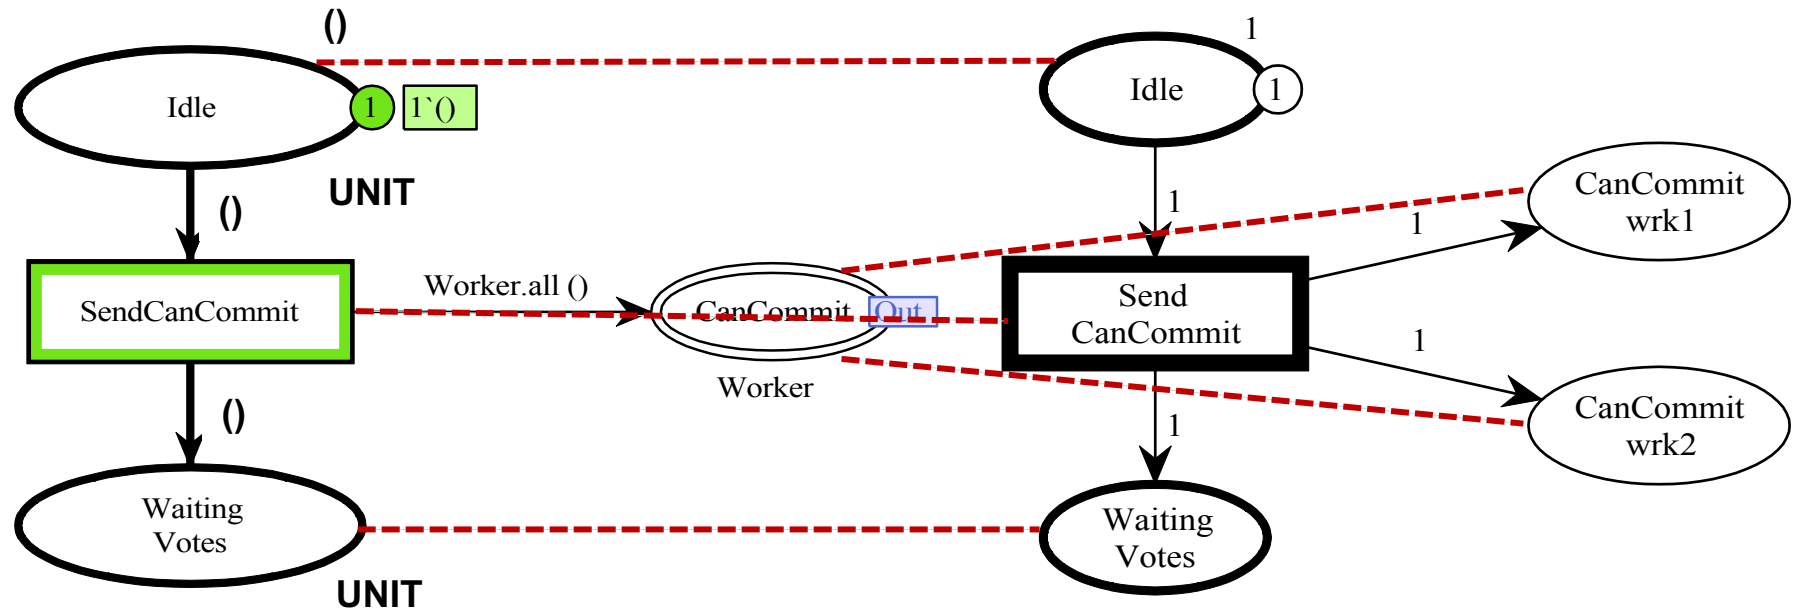 ()
1
Idle
1
1`()
Idle
1
UNIT
()
1
CanCommit
wrk1
1
SendCanCommit
Worker.all ()
CanCommit
Out
Send
CanCommit
1
Worker
()
1
CanCommit
wrk2
Waiting
Votes
Waiting
Votes
UNIT